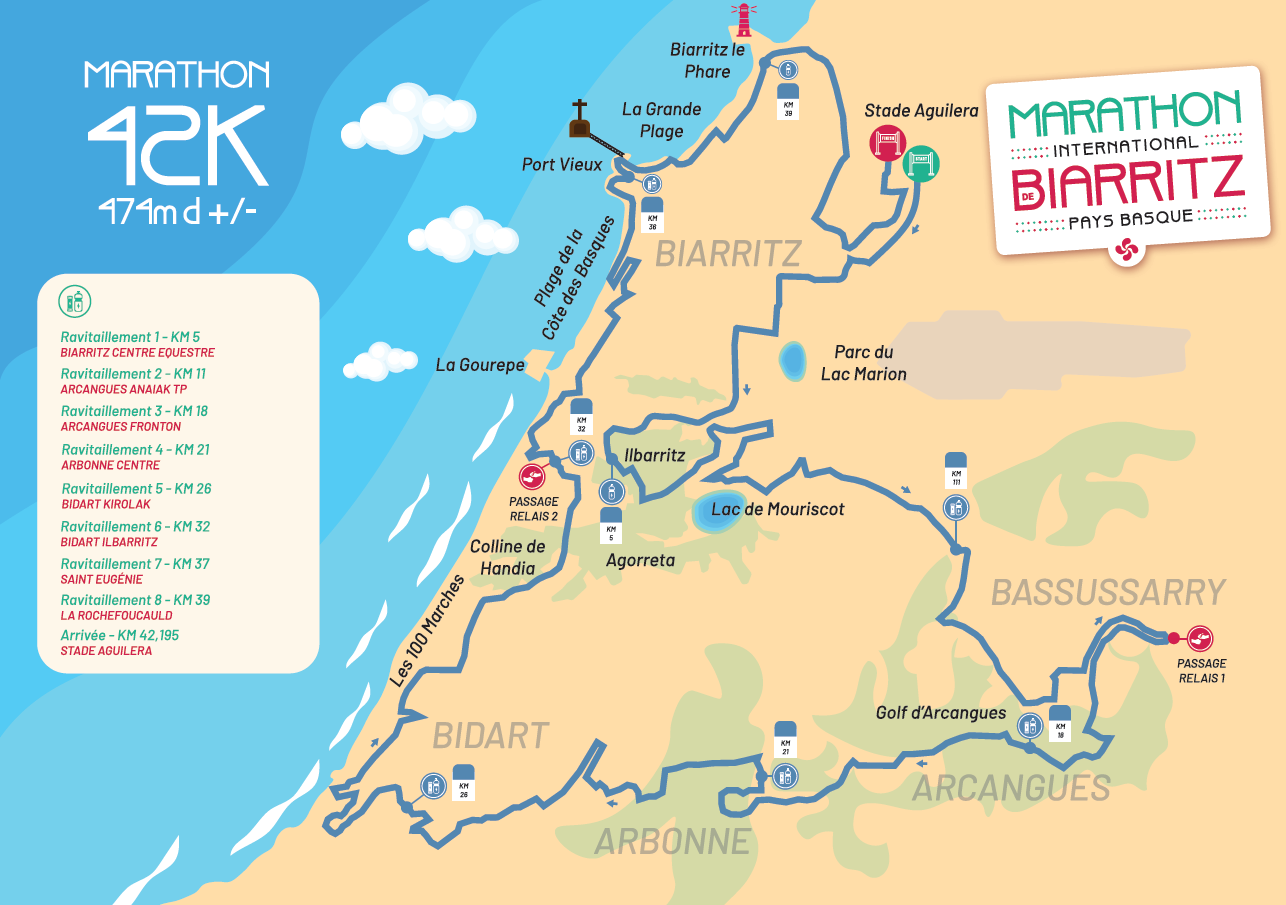 MARATHON
42K
474m d +/-
Ravitaillement 1 - KM 5
BIARRITZ CENTRE EQUESTRE
Ravitaillement 2 - KM 11
ARCANGUES ANAIAK TP
Ravitaillement 3 - KM 18
ARCANGUES FRONTON
Ravitaillement 4 - KM 21
ARBONNE CENTRE
Ravitaillement 5 - KM 26
BIDART KIROLAK
Ravitaillement 6 - KM 32
BIDART ILBARRITZ
Ravitaillement 7 - KM 37
SAINT EUGÉNIE
Ravitaillement 8 - KM 39
LA ROCHEFOUCAULD
Arrivée - KM 42,195
STADE AGUILERA
Biarritz le
Phare
KM
39
La Grande
Plage
Port Vieux
KM
36
Stade Aguilera
FINISH
START
MARATHON
INTERNATIONAL
DE BIARRITZ
PAYS BASQUE
BIARRITZ
Plage de la
Côte des Basques
La Gourepe
Parc du
Lac Marion
KM
32
Ilbarritz
PASSAGE
RELAIS 2
KM
5
Lac de Mouriscot
KM
111
Colline de
Handia
Agorreta
Les 100 Marches
BASSUSSARRY
PASSAGE
RELAIS 1
Golf d'Arcangues
KM
18
BIDART
KM
21
KM
26
ARCANGUES
ARBONNE